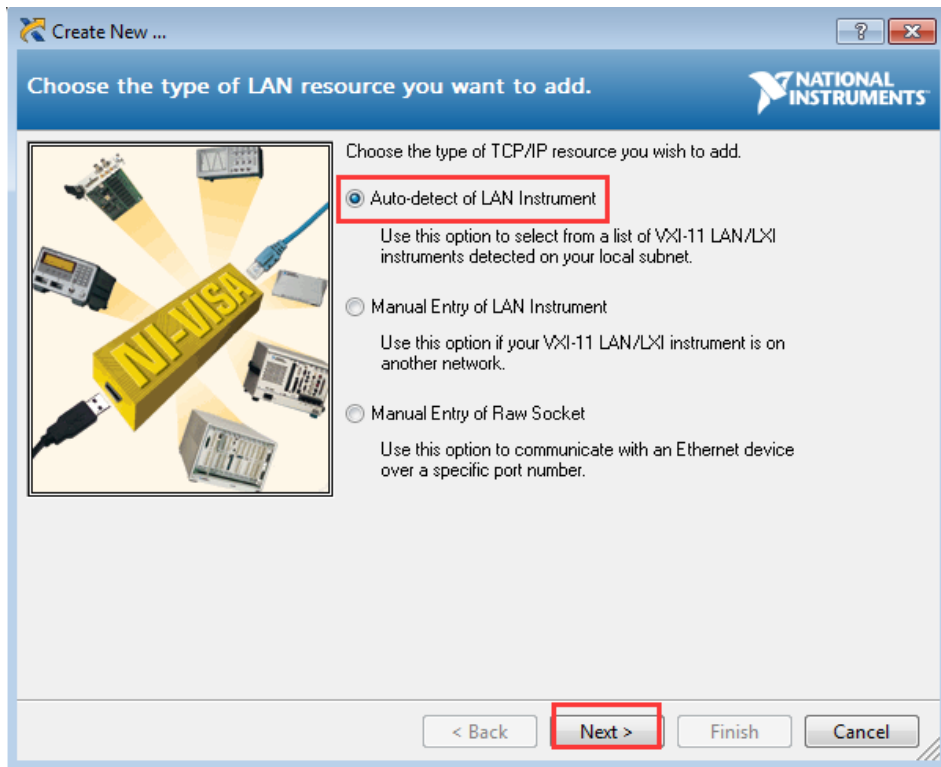 Create New ...
Choose the type of LAN resource you want to add.
NATIONAL
INSTRUMENTS
Choose the type of TCP/IP resource you wish to add.
Auto-detect of LAN Instrument
Use this option to select from a list of VXI-11 LAN/LXI
instruments detected on your local subnet.
Manual Entry of LAN Instrument
Use this option if your VXI-11 LAN/LXI instrument is on
another network.
Manual Entry of Raw Socket
Use this option to communicate with an Ethernet device
over a specific port number.
NI-VISA
< Back
Next >
Finish
Cancel